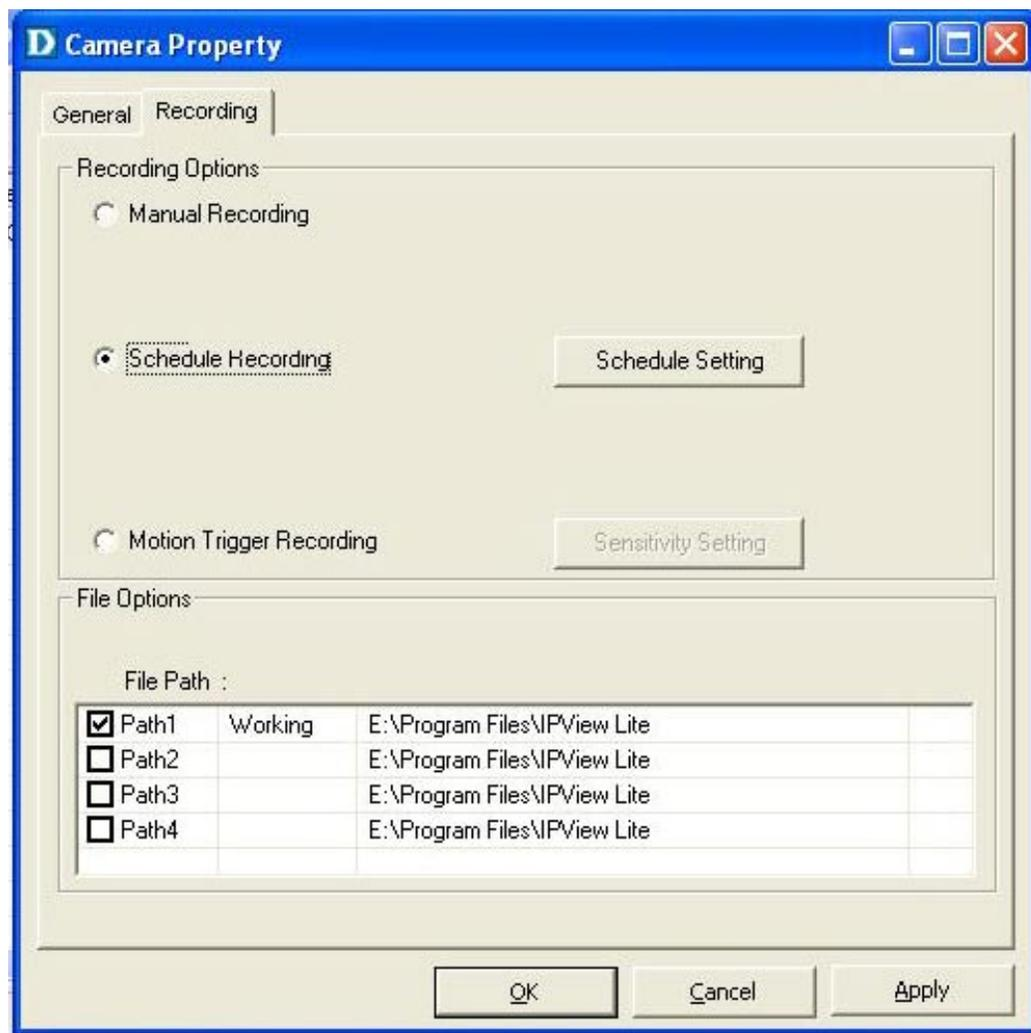 D Camera Property
General Recording
Recording Options
Manual Recording
Schedule Recording Schedule Setting
Motion Trigger Recording Sensitivity Setting
File Options
File Path :
Path1 Working E:\Program Files\IPView Lite
Path2 E:\Program Files\IPView Lite
Path3 E:\Program Files\IPView Lite
Path4 E:\Program Files\IPView Lite
OK Cancel Apply